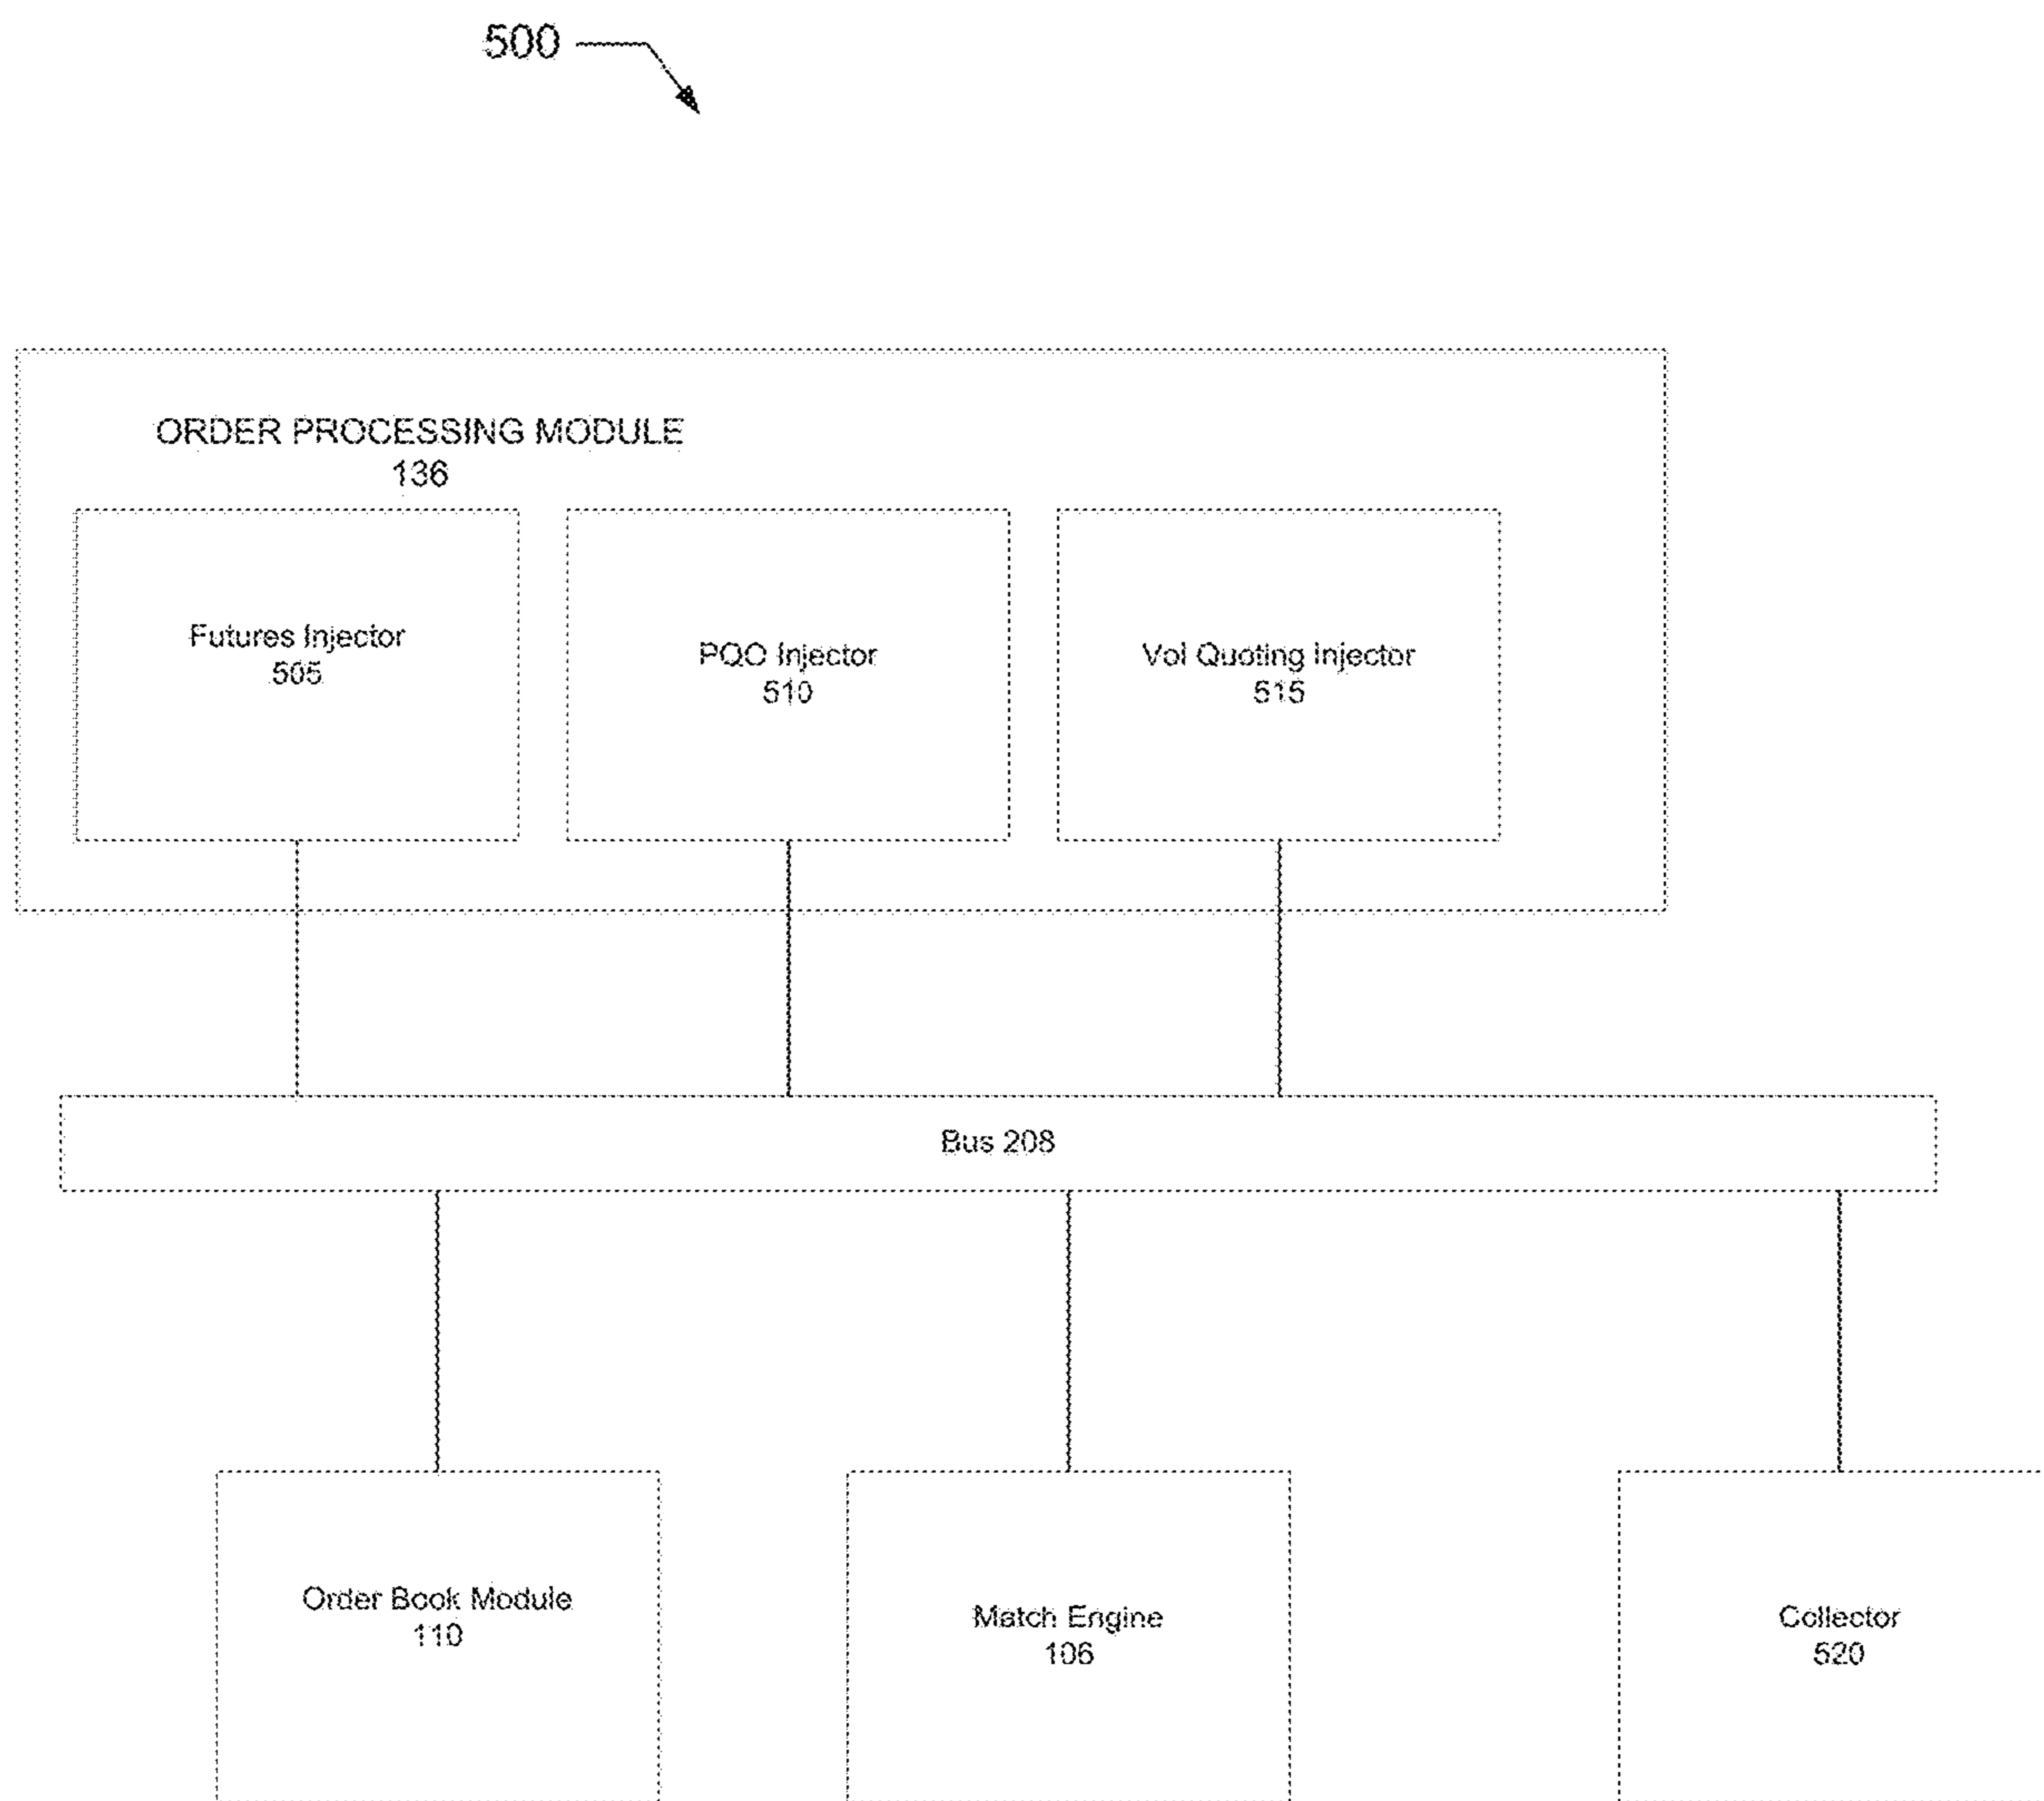 500
ORDER PROCESSING MODULE
136
Futures Injector
505
PQO Injector
510
Vol Quoting Injector
515
Bus 208
Order Book Module
110
Match Engine
106
Collector
520